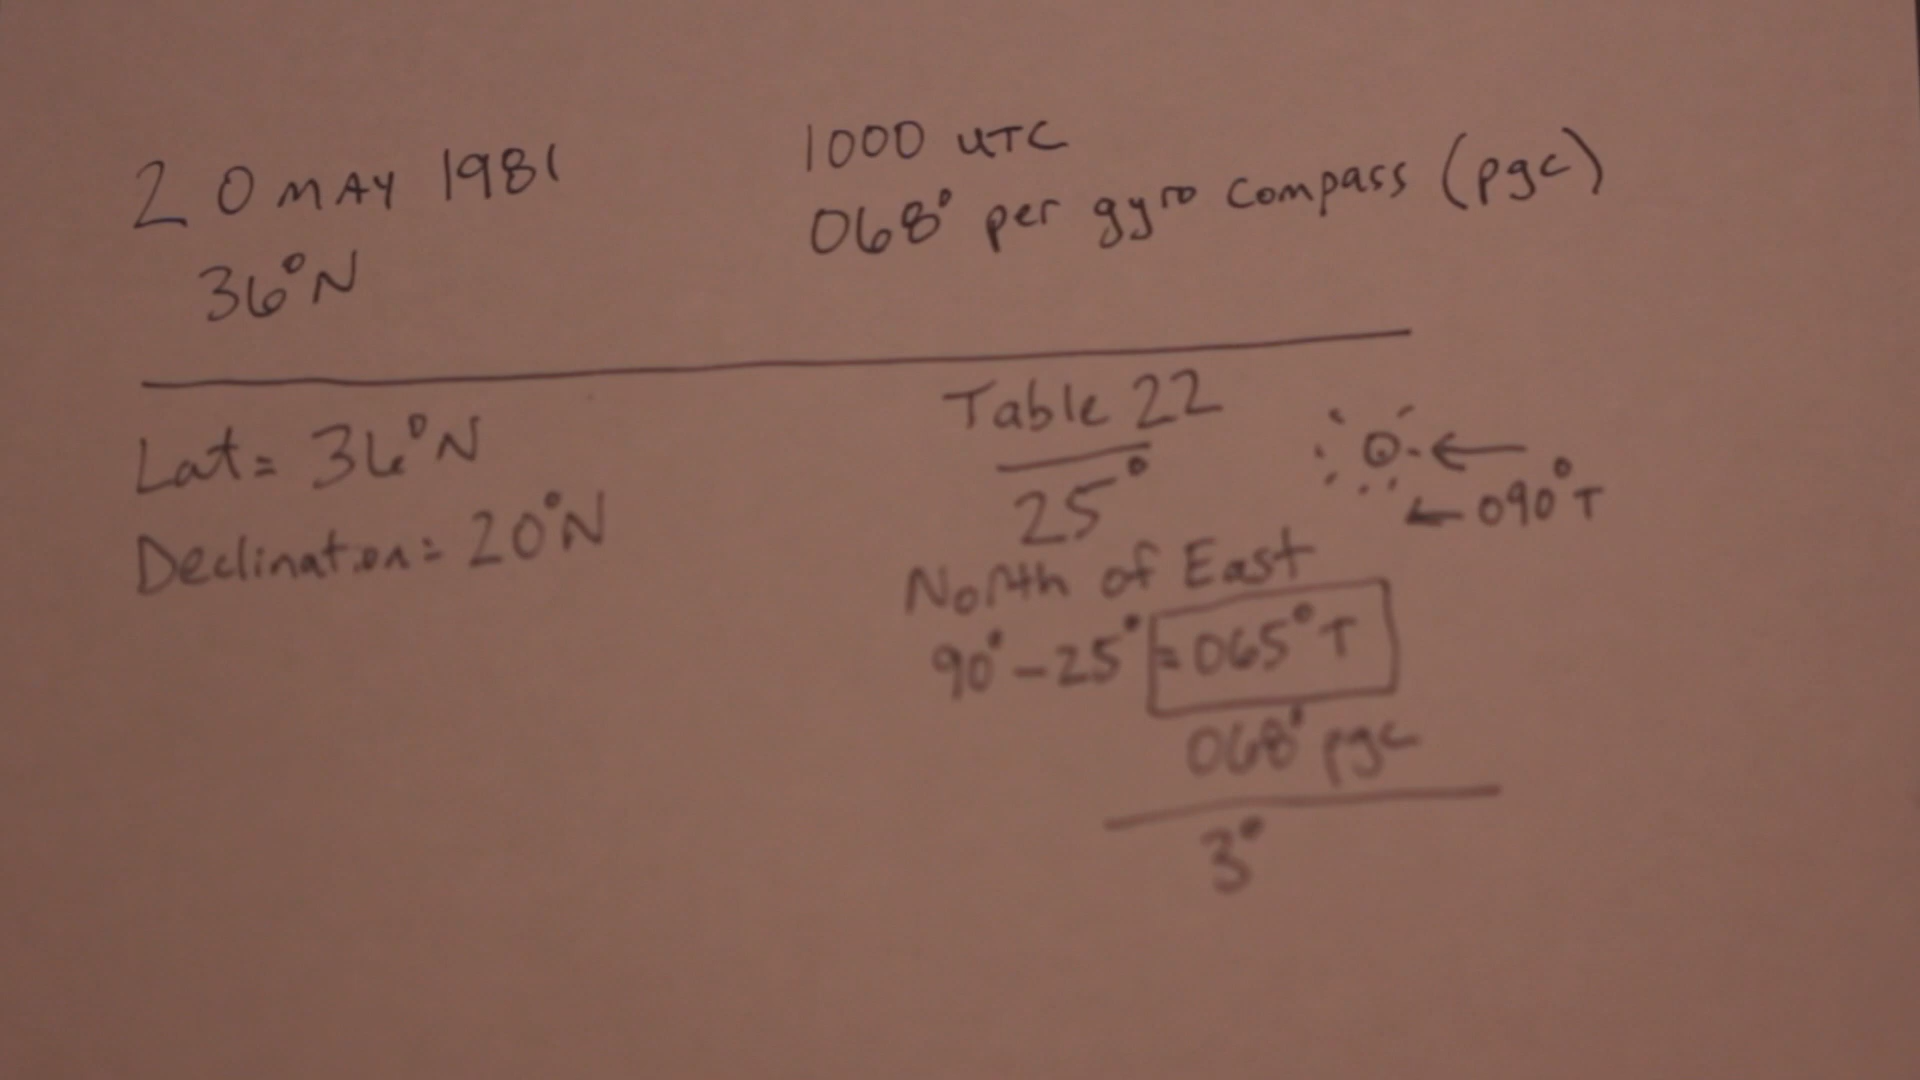 20 MAY 1981
36°N
1000 UTC
068° per gyro compass (pgc)
Lat = 36°N
Declination = 20°N
Table 22
25°
North of East
90° - 25° = 065° T
068° pgc
3°
← 
← 090° T